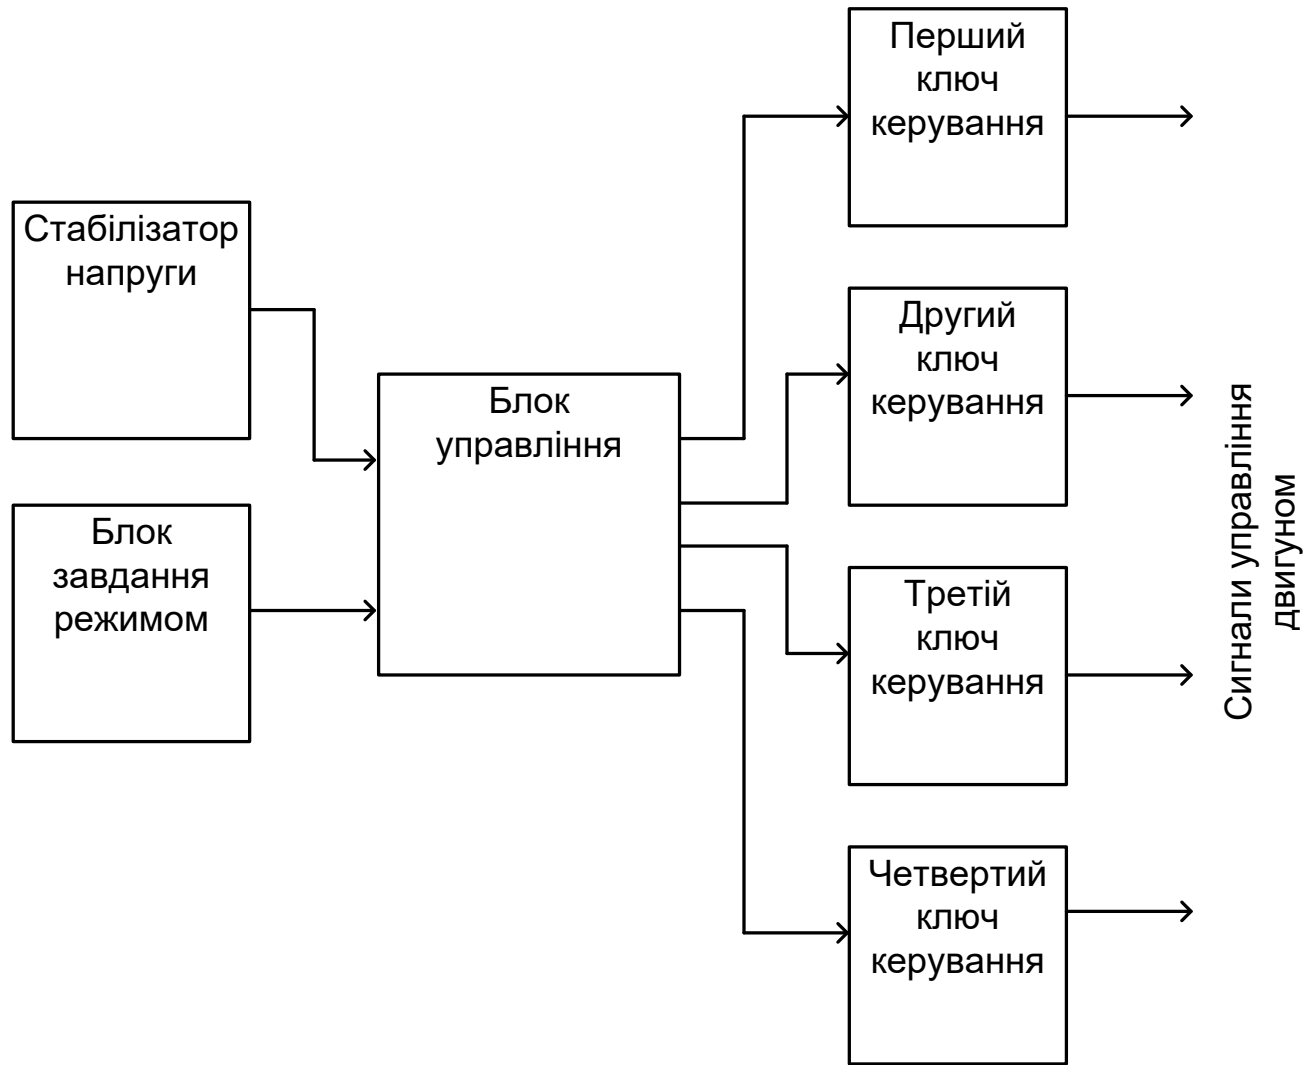 Перший
ключ
керування
Стабілізатор
напруги
Другий
ключ
керування
Блок
управління
Блок
завдання
режимом
Третій
ключ
керування
Четвертий
ключ
керування
Сигнали управління
двигуном